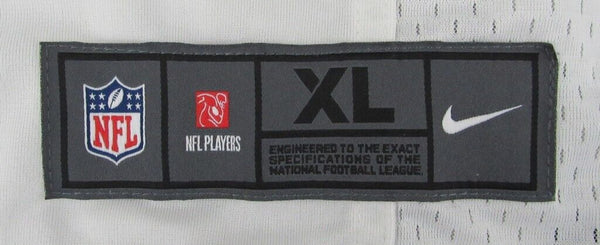 NFL
NFL PLAYERS
XL
ENGINEERED TO THE EXACT
SPECIFICATIONS OF THE
NATIONAL FOOTBALL LEAGUE.